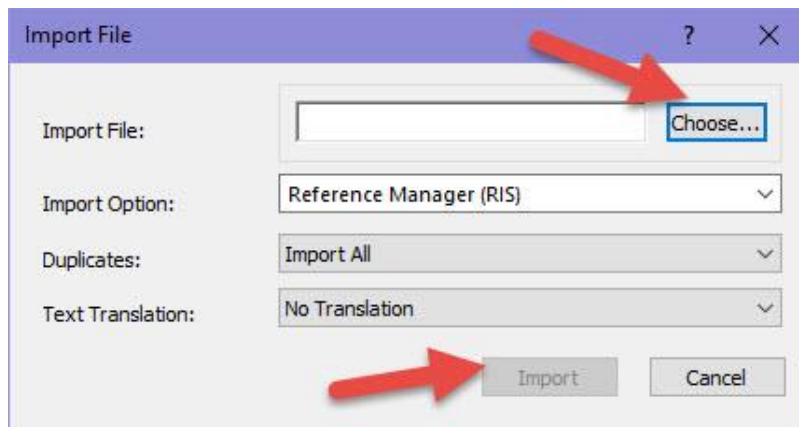 Import File ?
Import File: Choose...
Import Option: Reference Manager (RIS)
Duplicates: Import All
Text Translation: No Translation
Import Cancel